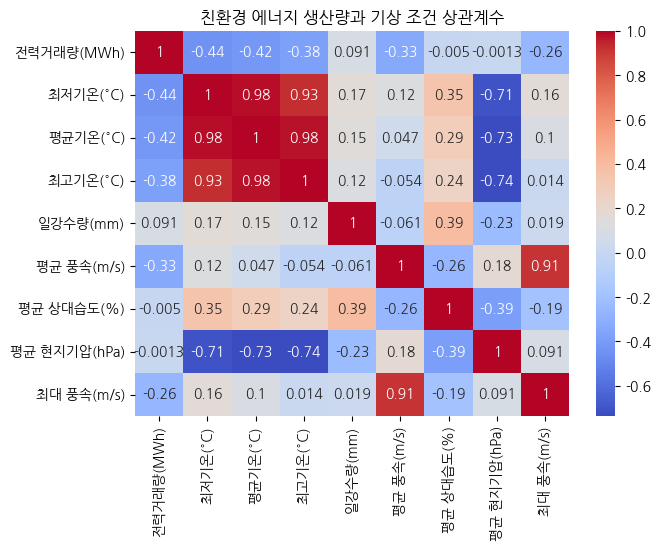 친환경 에너지 생산량과 기상 조건 상관계수
전력거래량(MWh) 1 -0.44 -0.42 -0.38 0.091 -0.33 -0.005 -0.0013 -0.26
최저기온(°C) -0.44 1 0.98 0.93 0.17 0.12 0.35 -0.71 0.16
평균기온(°C) -0.42 0.98 1 0.98 0.15 0.047 0.29 -0.73 0.1
최고기온(°C) -0.38 0.93 0.98 1 0.12 -0.054 0.24 -0.74 0.014
일강수량(mm) 0.091 0.17 0.15 0.12 1 -0.061 0.39 -0.23 0.019
평균 풍속(m/s) -0.33 0.12 0.047 -0.054 -0.061 1 -0.26 0.18 0.91
평균 상대습도(%) -0.005 0.35 0.29 0.24 0.39 -0.26 1 -0.39 -0.19
평균 현지기압(hPa) -0.0013 -0.71 -0.73 -0.74 -0.23 0.18 -0.39 1 0.091
최대 풍속(m/s) -0.26 0.16 0.1 0.014 0.019 0.91 -0.19 0.091 1
전력거래량(MWh)
최저기온(°C)
평균기온(°C)
최고기온(°C)
일강수량(mm)
평균 풍속(m/s)
평균 상대습도(%)
평균 현지기압(hPa)
최대 풍속(m/s)
1.0
0.8
0.6
0.4
0.2
0.0
-0.2
-0.4
-0.6